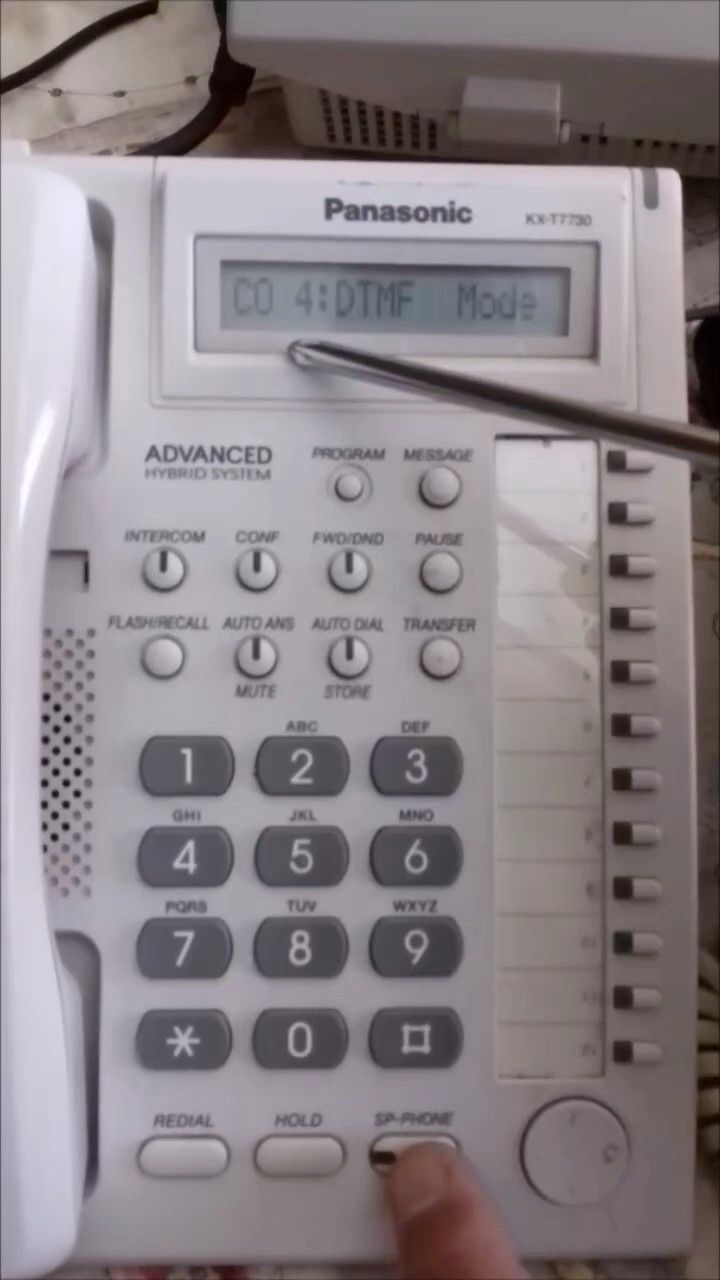 Panasonic KX-T7730
CO 4:DTMF Mode
ADVANCED PROGRAM MESSAGE
HYBRID SYSTEM
INTERCOM CONF FWD/DND PAUSE
FLASH/RECALL AUTO ANS AUTO DIAL TRANSFER
MUTE STORE
ABC DEF
1 2 3
GHI JKL MNO
4 5 6
PQRS TUV WXYZ
7 8 9
* 0 #
REDIAL HOLD SP-PHONE